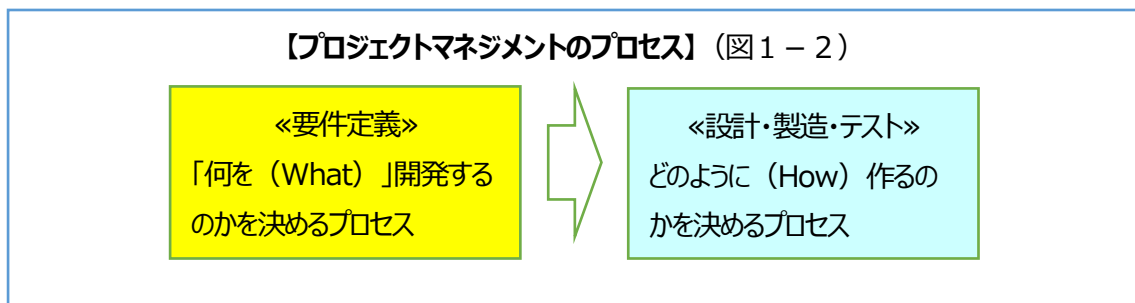 【プロジェクトマネジメントのプロセス】（図１－２）
≪要件定義≫
「何を（What）」開発する
のかを決めるプロセス
≪設計・製造・テスト≫
どのように（How）作るの
かを決めるプロセス